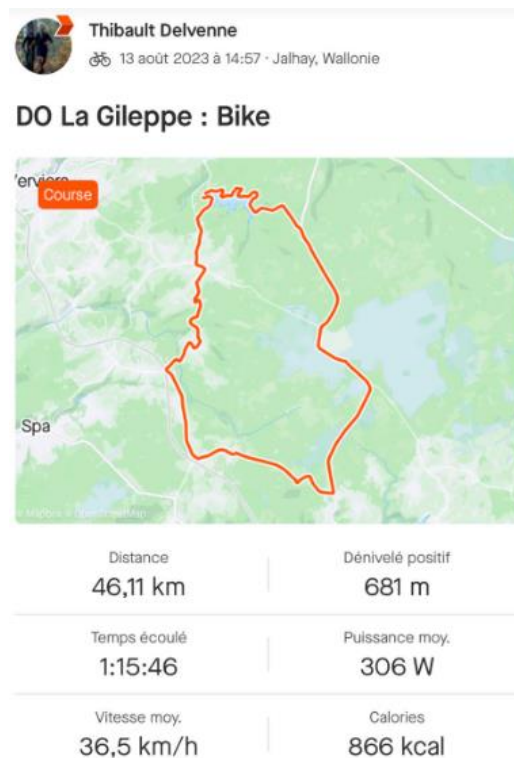 Thibault Delvenne
13 août 2023 à 14:57 · Jalhay, Wallonie
DO La Gileppe : Bike
Course
Spa
Distance
Dénivelé positif
46,11 km
681 m
Temps écoulé
Puissance moy.
1:15:46
306 W
Vitesse moy.
Calories
36,5 km/h
866 kcal